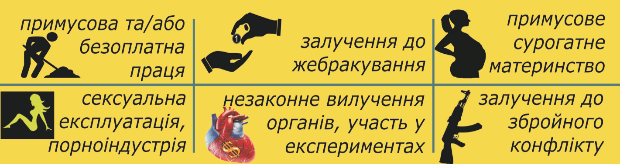 примусова та/або
безоплатна
праця
залучення до
жебракування
примусове
сурогатне
материнство
сексуальна
експлуатація,
порноіндустрія
незаконне вилучення
органів, участь у
експериментах
залучення до
збройного
конфлікту